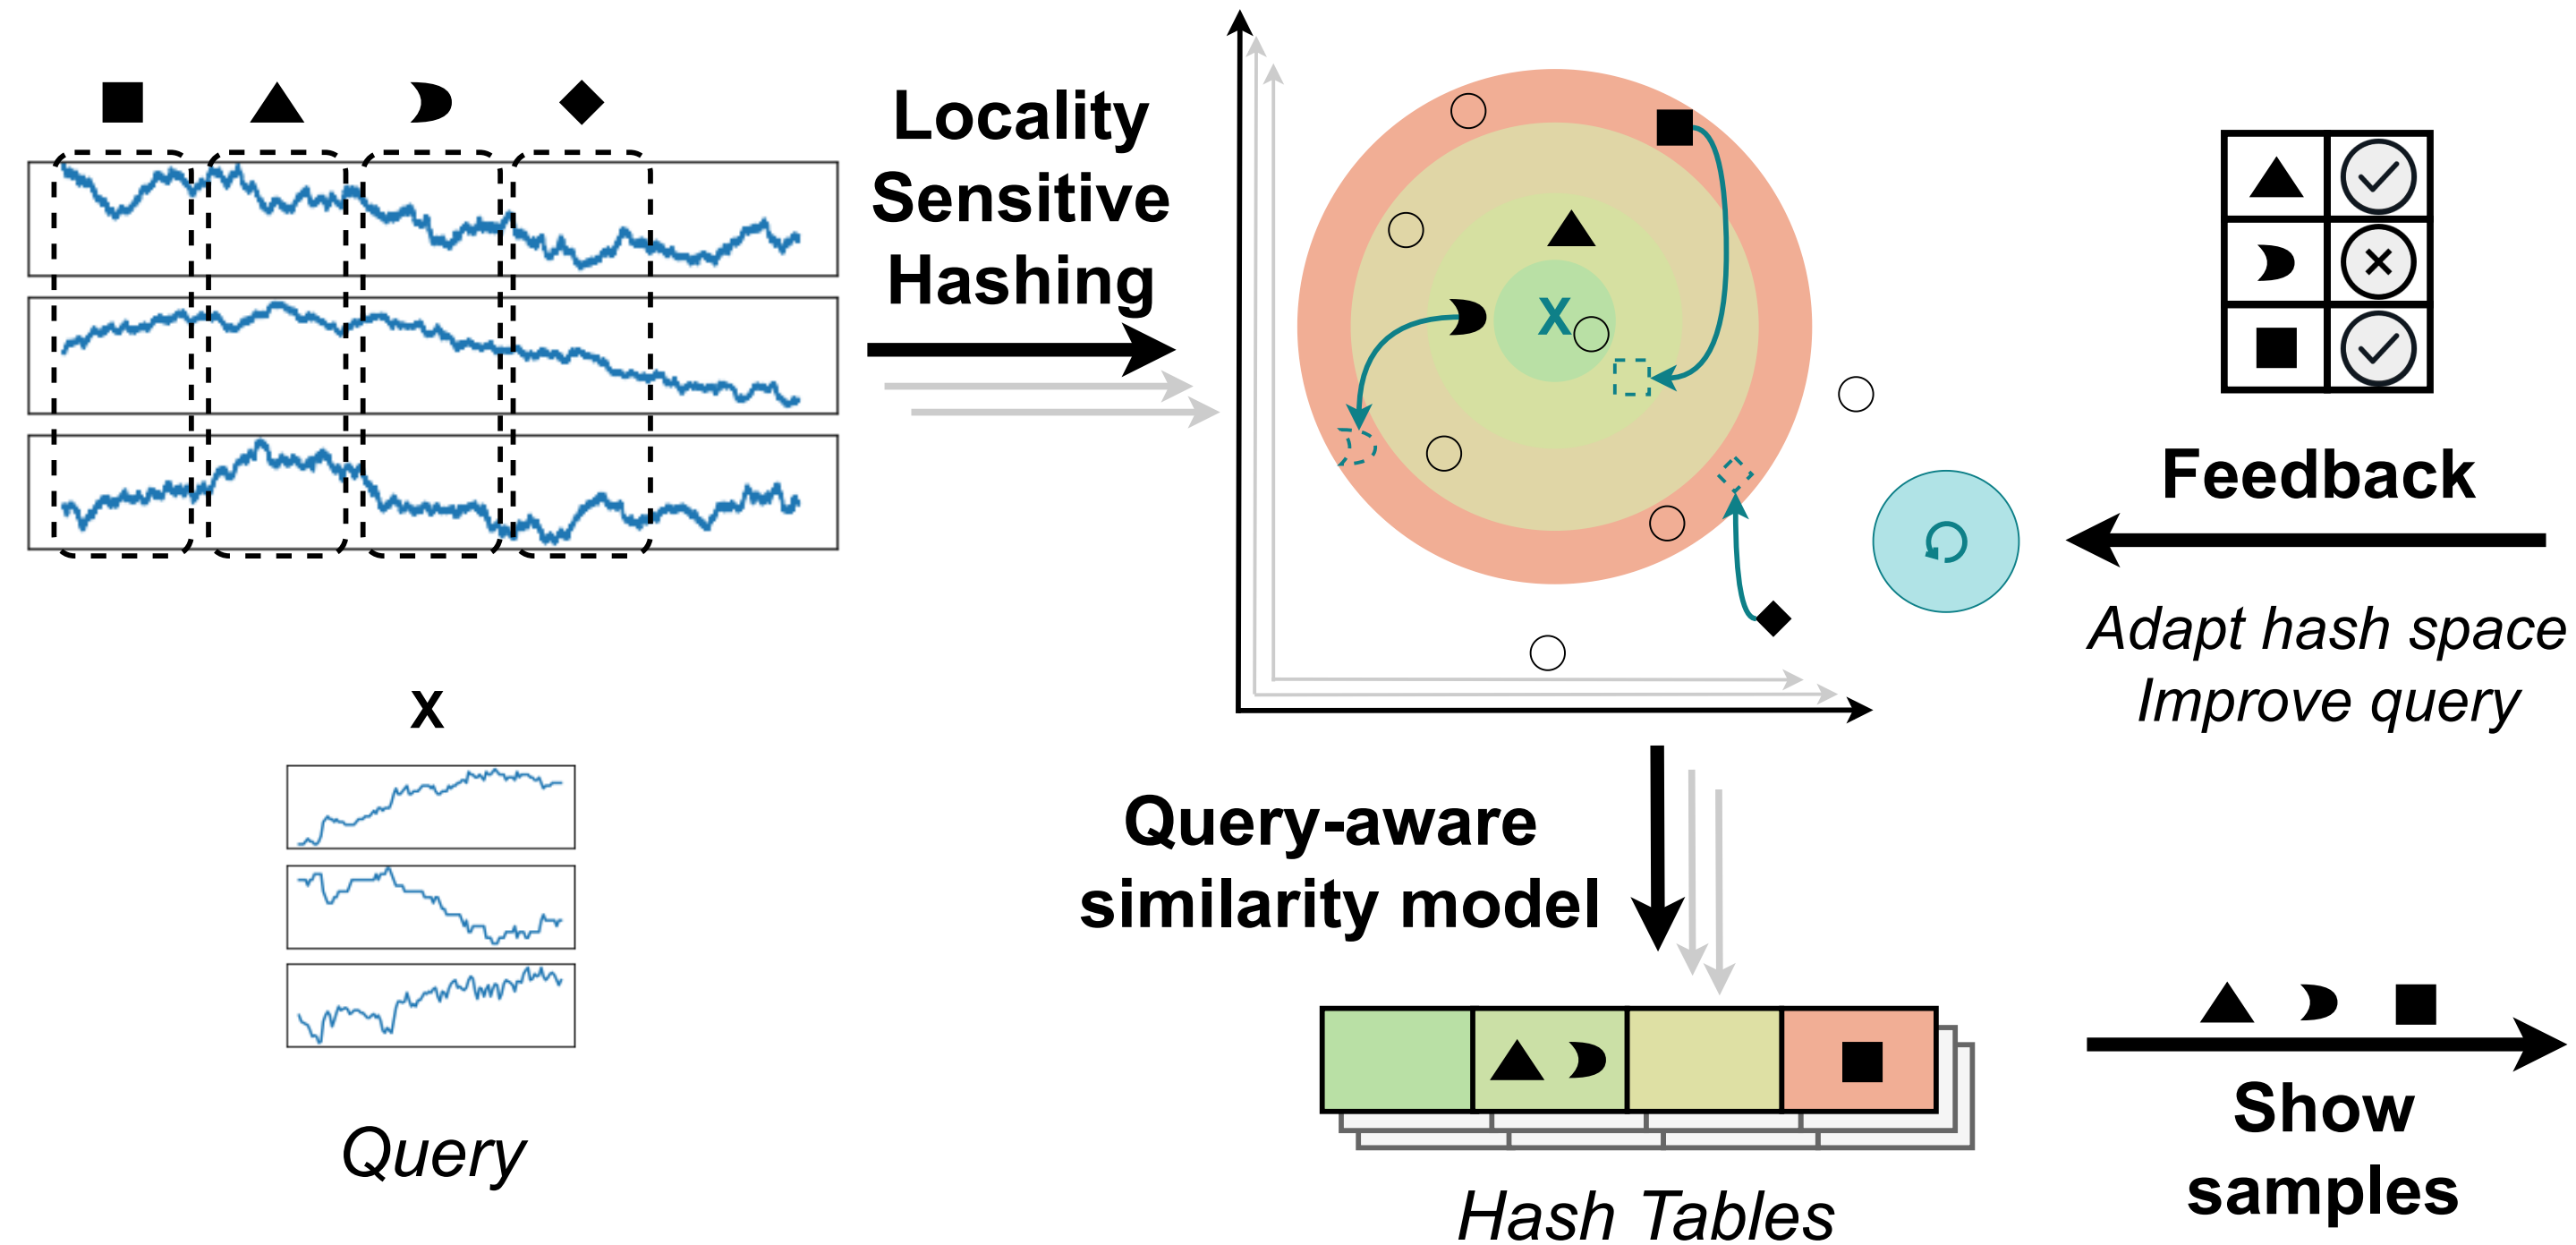 Locality
Sensitive
Hashing
X
Feedback
Adapt hash space
Improve query
X
Query
Query-aware
similarity model
Hash Tables
Show
samples